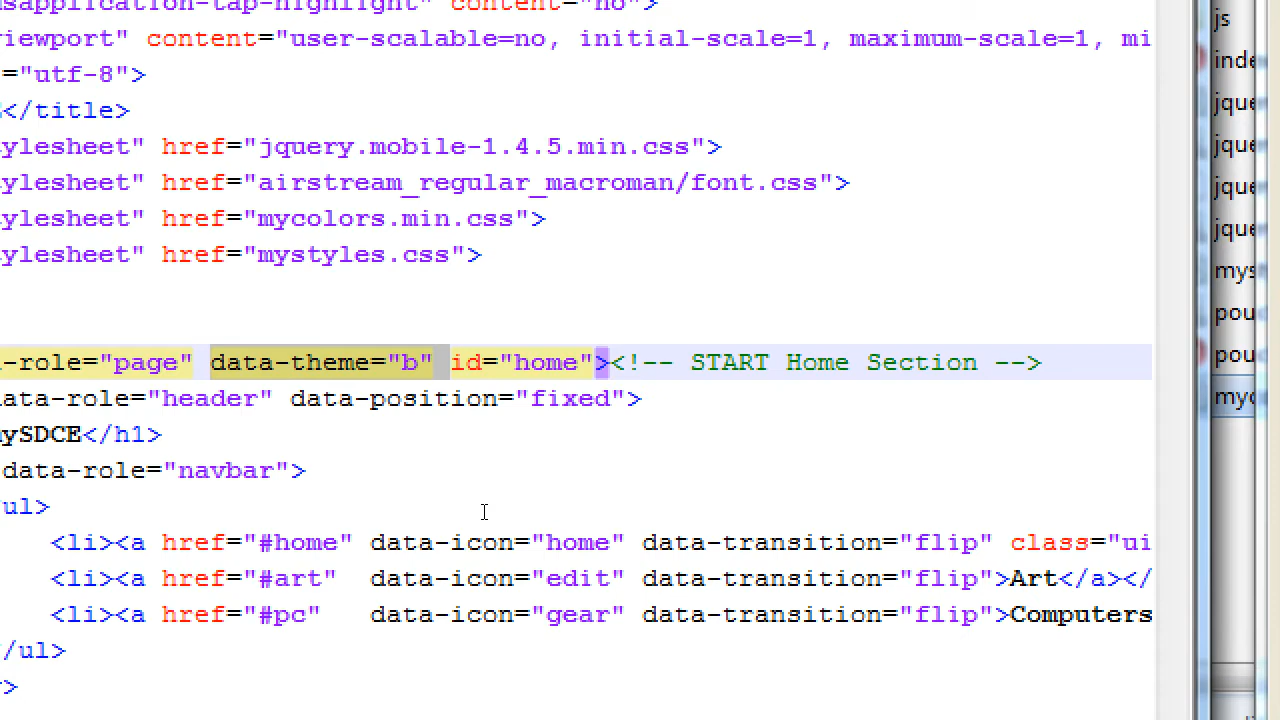 sapplication-tap-highlight" content="no">
iewport" content="user-scalable=no, initial-scale=1, maximum-scale=1, mi
="utf-8">
</title>
ylesheet" href="jquery.mobile-1.4.5.min.css">
ylesheet" href="airstream_regular_macroman/font.css">
ylesheet" href="mycolors.min.css">
ylesheet" href="mystyles.css">
-role="page" data-theme="b" id="home"><!-- START Home Section -->
ata-role="header" data-position="fixed">
ySDCE</h1>
data-role="navbar">
ul>
<li><a href="#home" data-icon="home" data-transition="flip" class="ui
<li><a href="#art" data-icon="edit" data-transition="flip">Art</a></
<li><a href="#pc" data-icon="gear" data-transition="flip">Computers
/ul>
>
js
inde
jque
jque
jque
jque
mys
pou
pou
myc